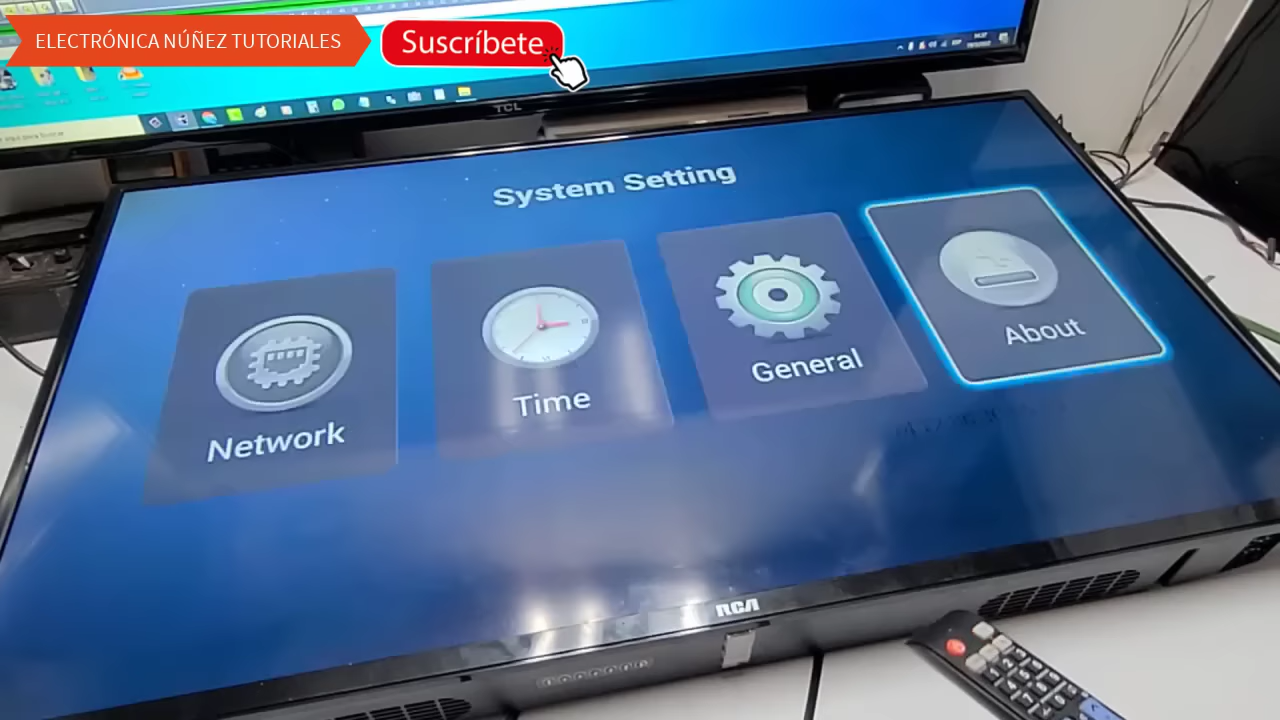 ELECTRÓNICA NÚÑEZ TUTORIALES
Suscríbete
TCL
System Setting
Network
Time
General
About
RCA